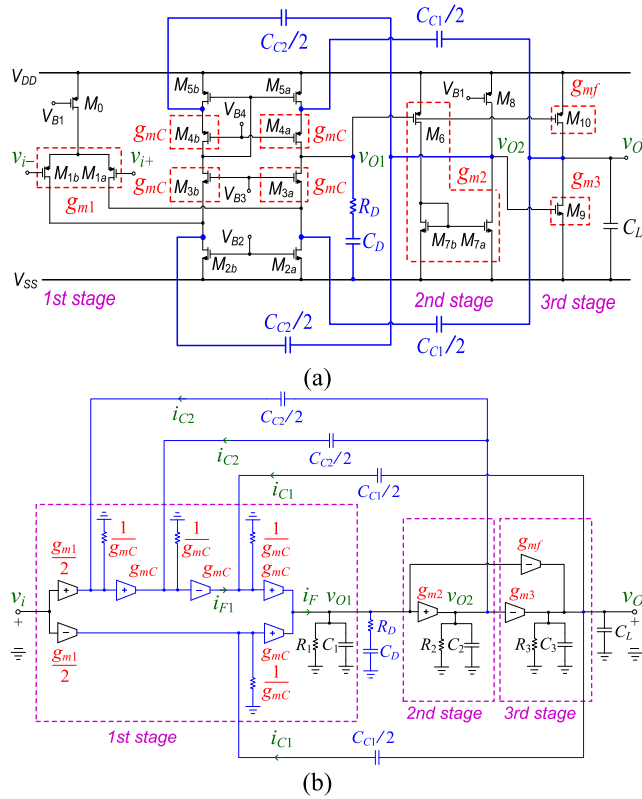 C_C2/2
C_C1/2
V_DD
M_5b
M_5a
M_8
g_mf
V_B1
M_0
V_B4
V_B1
g_mC
M_4b
M_4a
g_mC
M_6
M_10
v_i-
v_i+
v_O1
v_O2
v_O
M_1b
M_1a
g_mC
M_3b
M_3a
g_mC
g_m2
g_m3
g_m1
V_B3
R_D
M_9
V_B2
C_D
M_7b
M_7a
C_L
M_2b
M_2a
V_SS
1st stage
2nd stage
3rd stage
C_C2/2
C_C1/2
(a)
i_C2
C_C2/2
i_C2
C_C2/2
i_C1
C_C1/2
1/g_mC
1/g_mC
1/g_mC
g_m1/2
g_mC
g_mC
g_mC
g_mf
v_i
+
i_F1
i_F
v_O1
g_m2
v_O2
g_m3
v_O
+
g_m1/2
g_mC
1/g_mC
R_1
C_1
R_D
C_D
R_2
C_2
R_3
C_3
C_L
1st stage
2nd stage
3rd stage
i_C1
C_C1/2
(b)